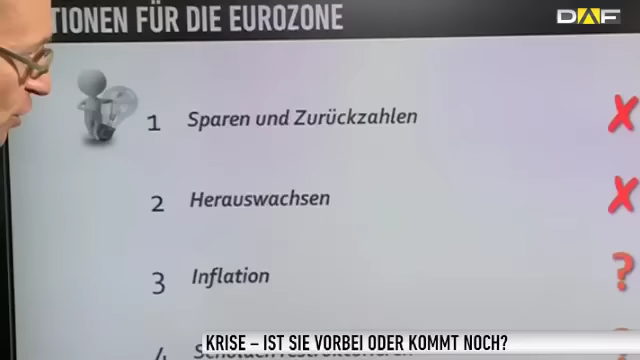 TIONEN FÜR DIE EUROZONE
DAF
1 Sparen und Zurückzahlen ✗
2 Herauswachsen ✗
3 Inflation ?
4
KRISE – IST SIE VORBEI ODER KOMMT NOCH?